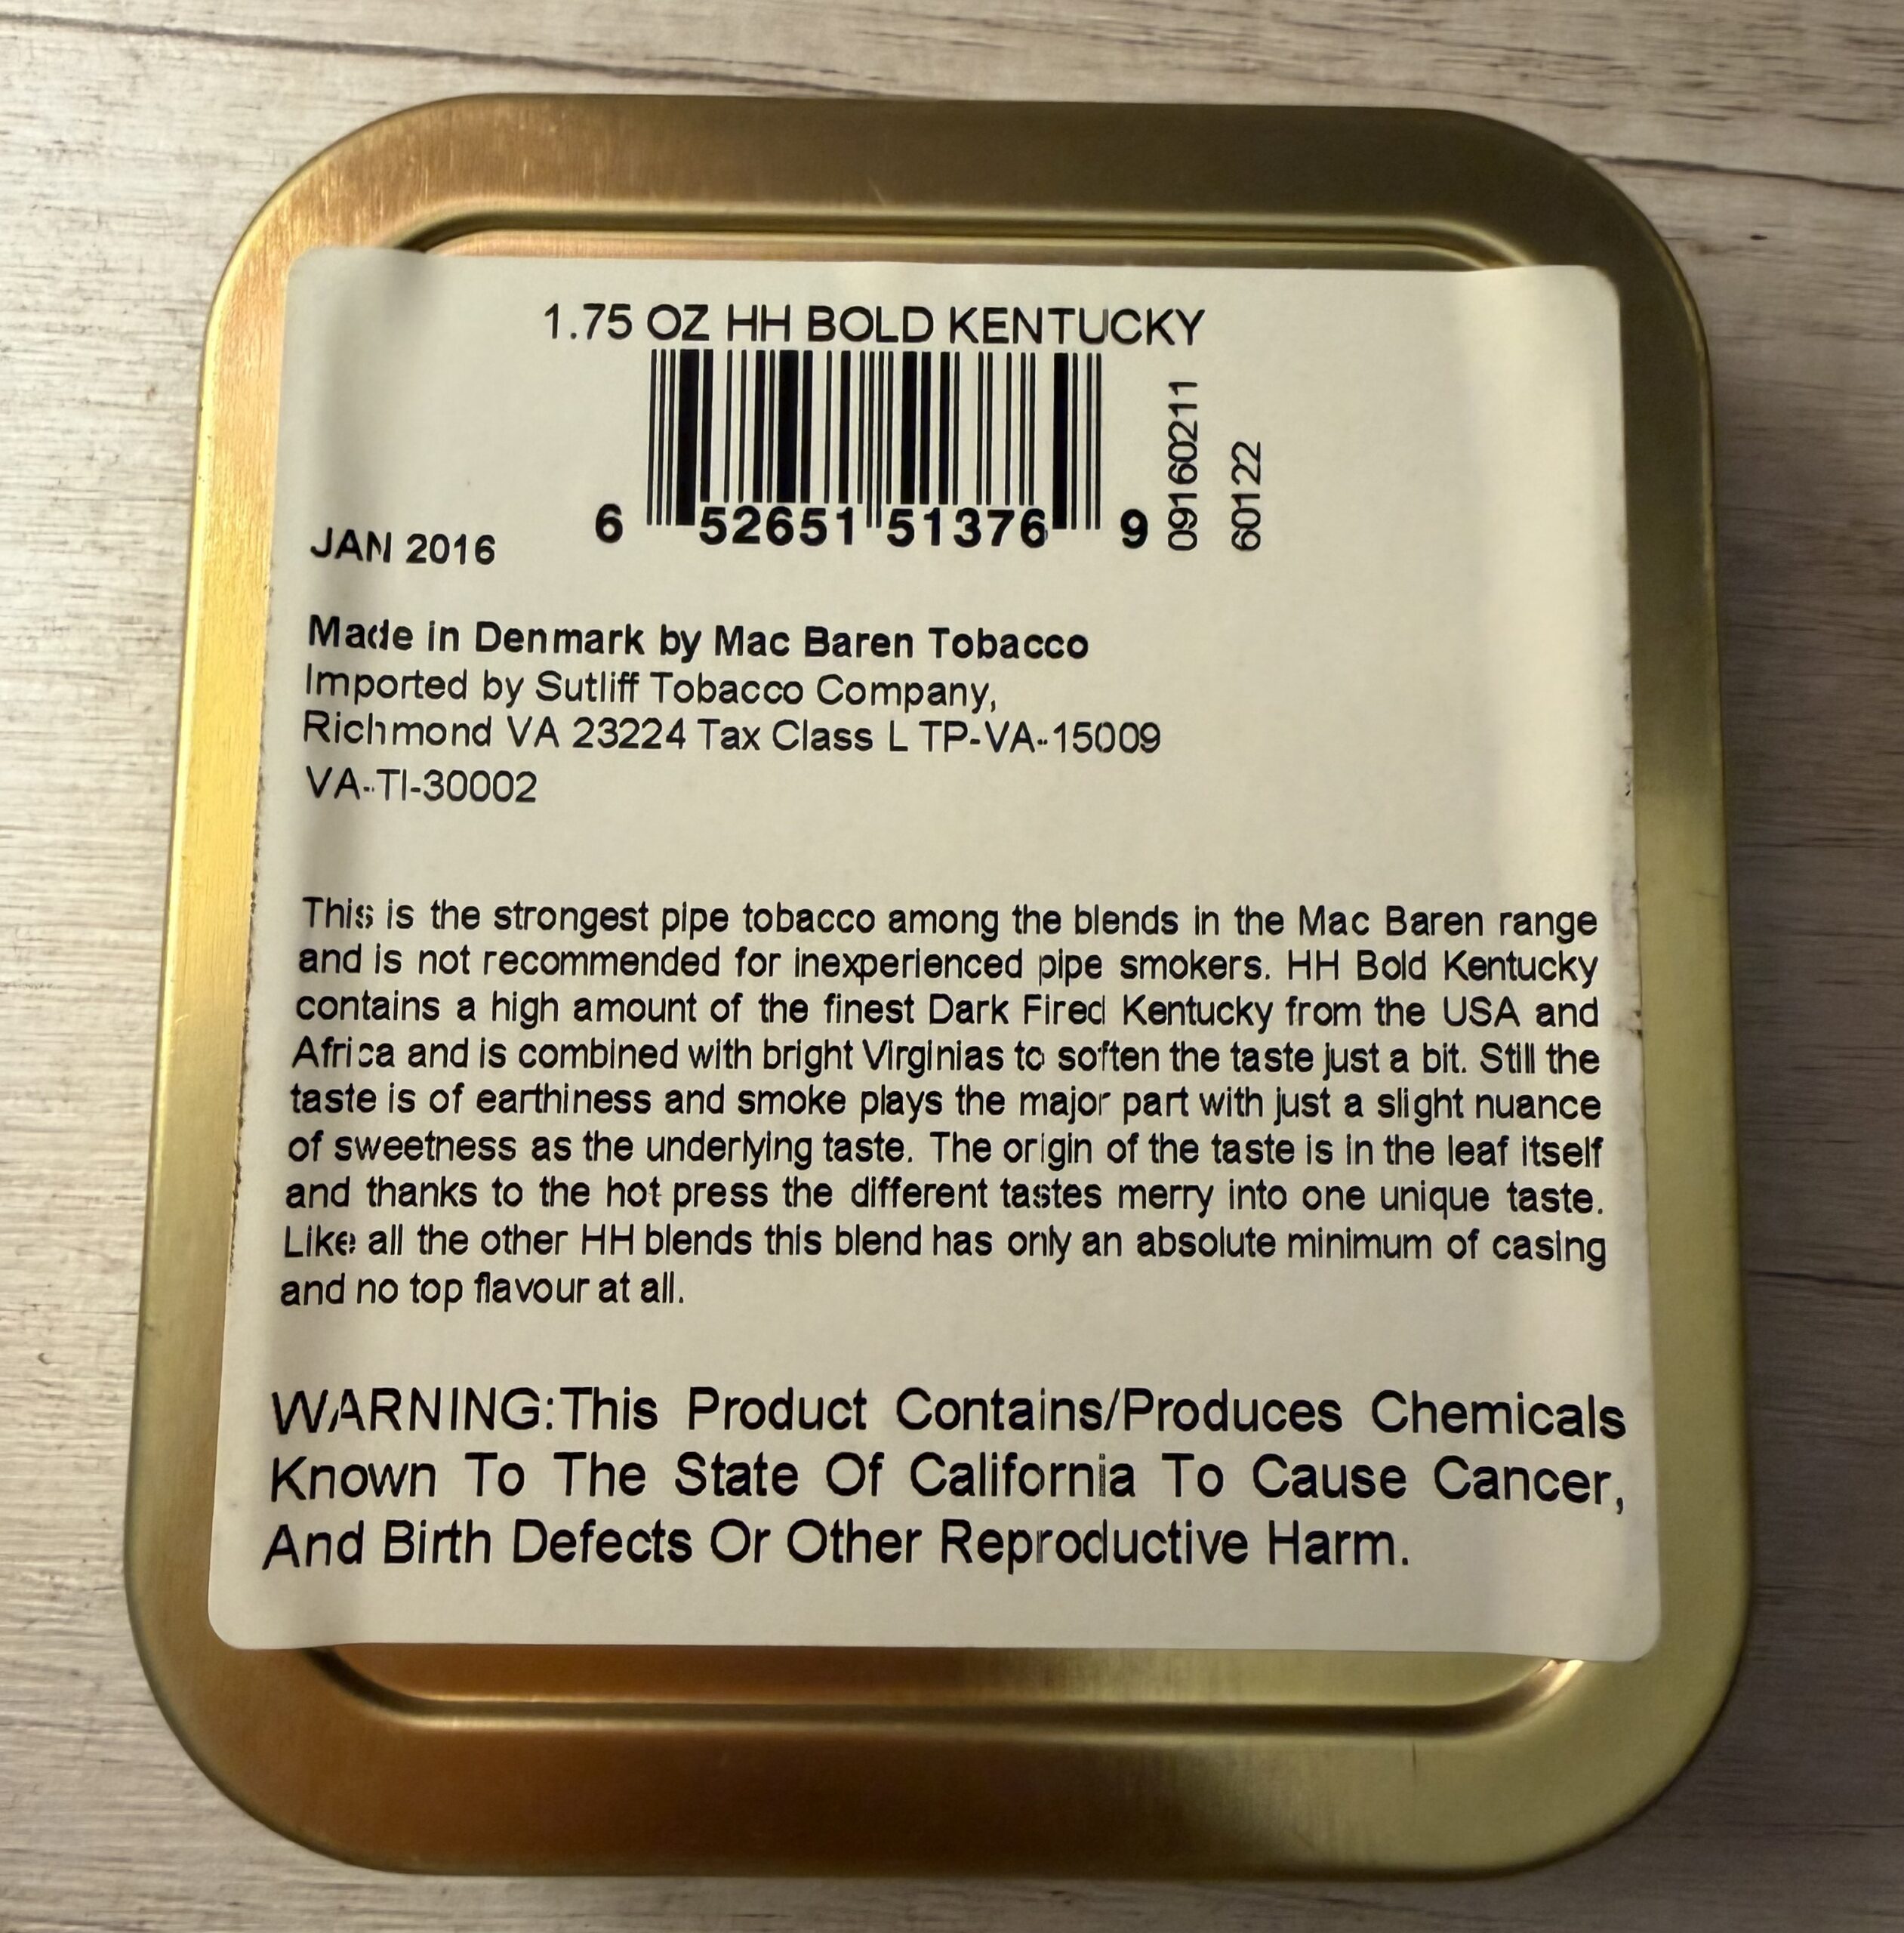 1.75 OZ HH BOLD KENTUCKY
6 52651 51376 9
09160211
60122
JAN 2016
Made in Denmark by Mac Baren Tobacco
Imported by Sutliff Tobacco Company,
Richmond VA 23224 Tax Class L TP-VA-15009
VA-TI-30002
This is the strongest pipe tobacco among the blends in the Mac Baren range
and is not recommended for inexperienced pipe smokers. HH Bold Kentucky
contains a high amount of the finest Dark Fired Kentucky from the USA and
Africa and is combined with bright Virginias to soften the taste just a bit. Still the
taste is of earthiness and smoke plays the major part with just a slight nuance
of sweetness as the underlying taste. The origin of the taste is in the leaf itself
and thanks to the hot press the different tastes merry into one unique taste.
Like all the other HH blends this blend has only an absolute minimum of casing
and no top flavour at all.
WARNING:This Product Contains/Produces Chemicals
Known To The State Of California To Cause Cancer,
And Birth Defects Or Other Reproductive Harm.